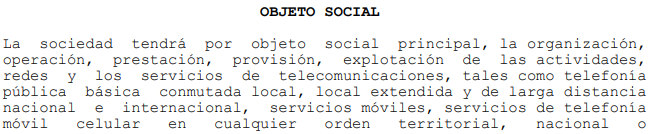 OBJETO SOCIAL
La sociedad tendrá por objeto social principal, la organización,
operación, prestación, provisión, explotación de las actividades,
redes y los servicios de telecomunicaciones, tales como telefonía
pública básica conmutada local, local extendida y de larga distancia
nacional e internacional, servicios móviles, servicios de telefonía
móvil celular en cualquier orden territorial, nacional o